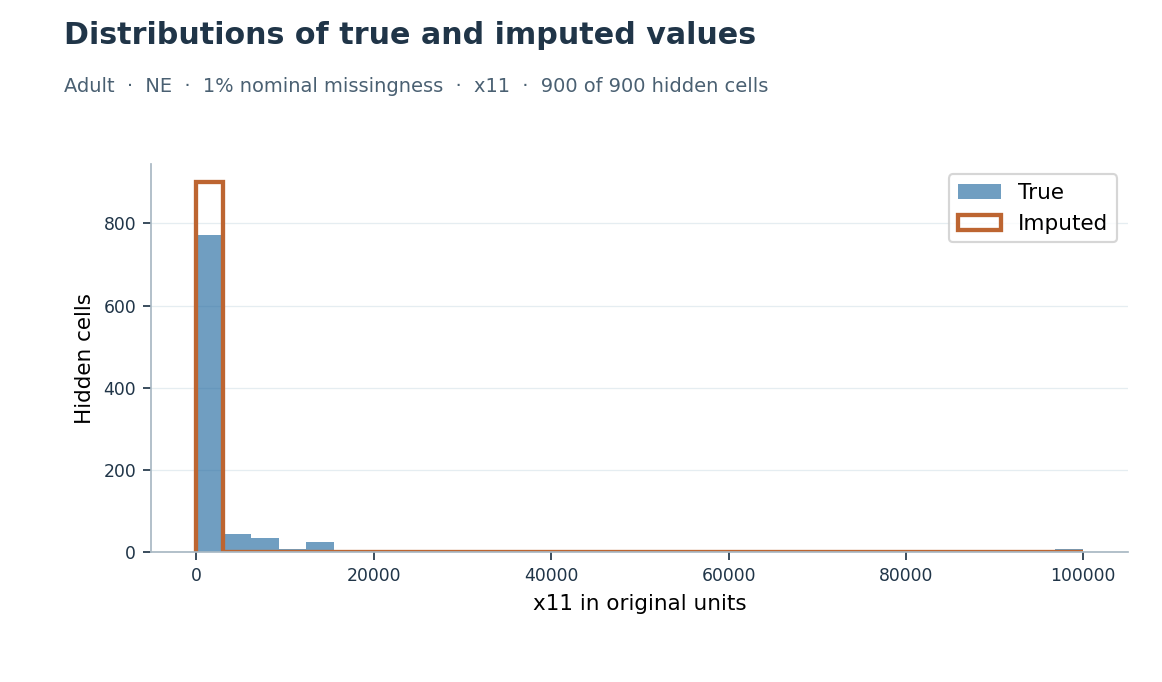 Distributions of true and imputed values
Adult · NE · 1% nominal missingness · x11 · 900 of 900 hidden cells
True
Imputed
Hidden cells
800
600
400
200
0
0 20000 40000 60000 80000 100000
x11 in original units